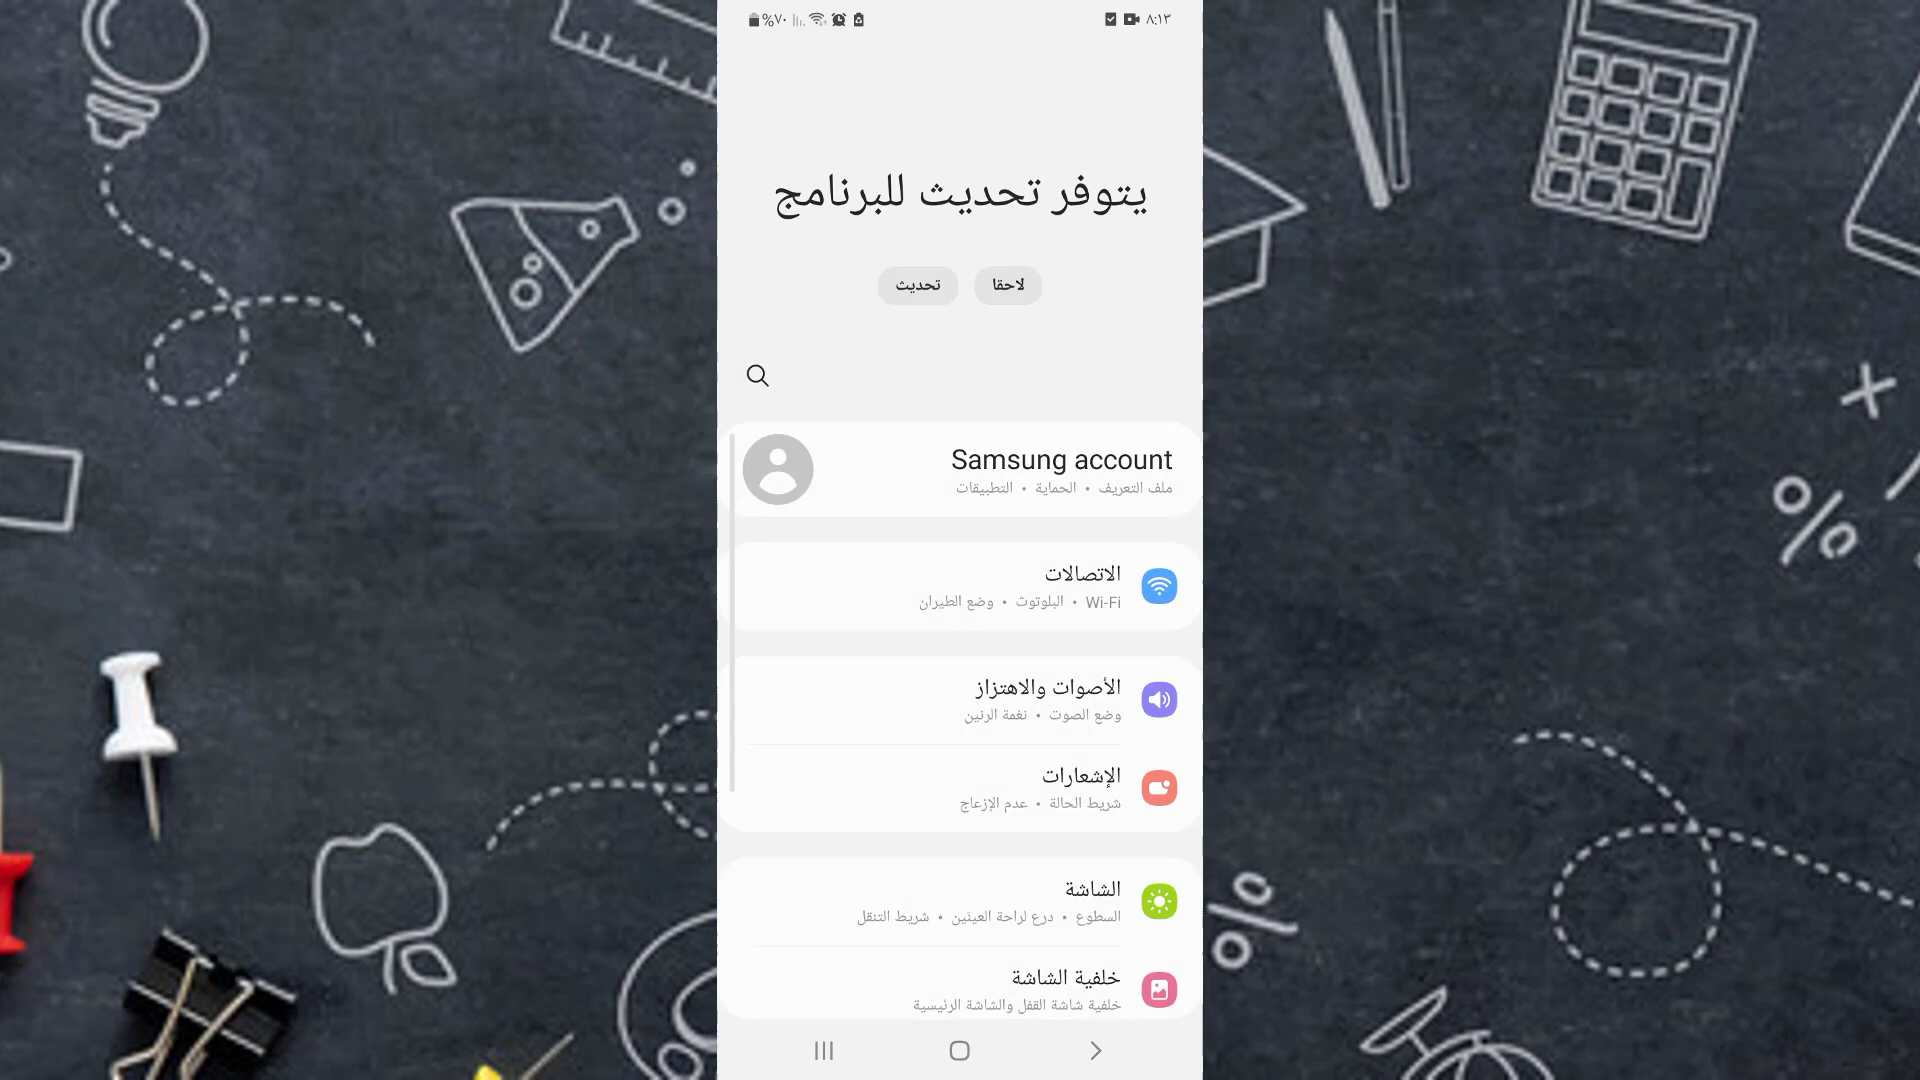 ٨:١٣
%٧٠
يتوفر تحديث للبرنامج
لاحقا
تحديث
Samsung account
ملف التعريف • الحماية • التطبيقات
الاتصالات
Wi-Fi • البلوتوث • وضع الطيران
الأصوات والاهتزاز
وضع الصوت • نغمة الرنين
الإشعارات
شريط الحالة • عدم الإزعاج
الشاشة
السطوع • درع لراحة العينين • شريط التنقل
خلفية الشاشة
خلفية شاشة القفل والشاشة الرئيسية